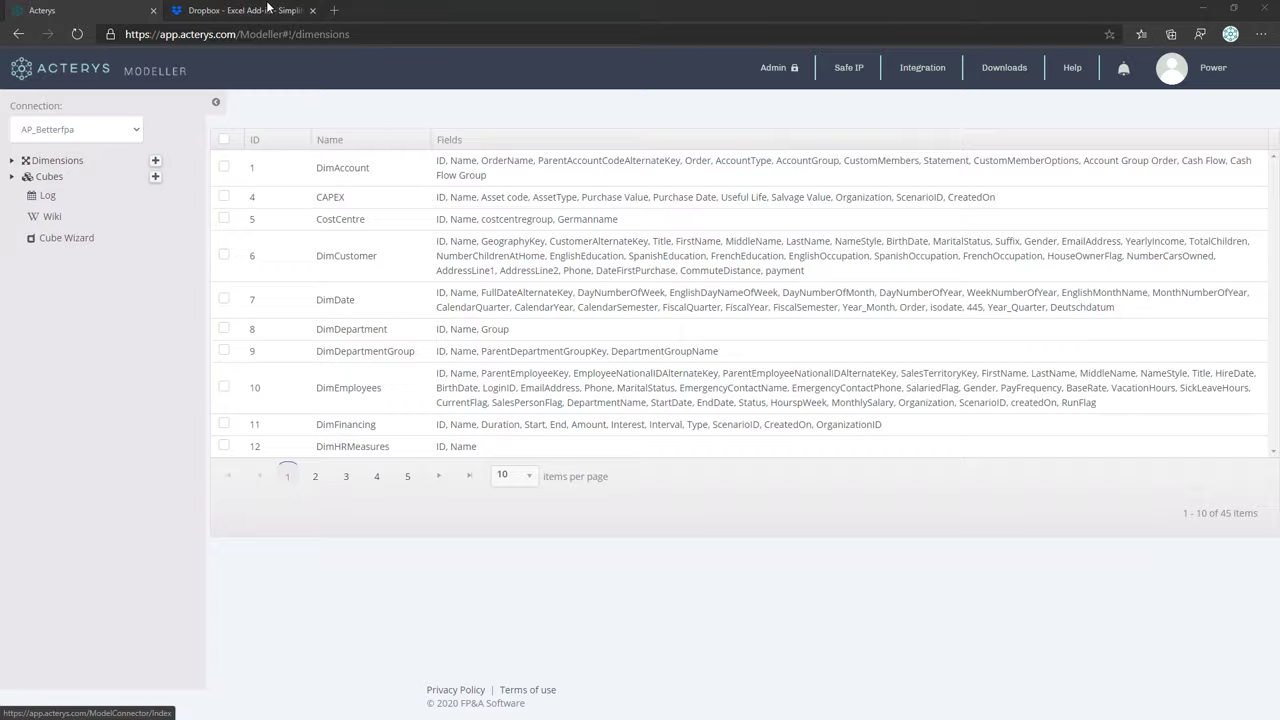 Acterys
Dropbox - Excel Add-In - Simpli
https://app.acterys.com/Modeller#!/dimensions
ACTERYS MODELLER
Admin
Safe IP
Integration
Downloads
Help
Power
Connection:
AP_Betterfpa
Dimensions
Cubes
Log
Wiki
Cube Wizard
ID Name Fields
1 DimAccount ID, Name, OrderName, ParentAccountCodeAlternateKey, Order, AccountType, AccountGroup, CustomMembers, Statement, CustomMemberOptions, Account Group Order, Cash Flow, Cash
Flow Group
4 CAPEX ID, Name, Asset code, AssetType, Purchase Value, Purchase Date, Useful Life, Salvage Value, Organization, ScenarioID, CreatedOn
5 CostCentre ID, Name, costcentregroup, Germanname
6 DimCustomer ID, Name, GeographyKey, CustomerAlternateKey, Title, FirstName, MiddleName, LastName, NameStyle, BirthDate, MaritalStatus, Suffix, Gender, EmailAddress, YearlyIncome, TotalChildren,
NumberChildrenAtHome, EnglishEducation, SpanishEducation, FrenchEducation, EnglishOccupation, SpanishOccupation, FrenchOccupation, HouseOwnerFlag, NumberCarsOwned,
AddressLine1, AddressLine2, Phone, DateFirstPurchase, CommuteDistance, payment
7 DimDate ID, Name, FullDateAlternateKey, DayNumberOfWeek, EnglishDayNameOfWeek, DayNumberOfMonth, DayNumberOfYear, WeekNumberOfYear, EnglishMonthName, MonthNumberOfYear,
CalendarQuarter, CalendarYear, CalendarSemester, FiscalQuarter, FiscalYear, FiscalSemester, Year_Month, Order, isodate, 445, Year_Quarter, Deutschdatum
8 DimDepartment ID, Name, Group
9 DimDepartmentGroup ID, Name, ParentDepartmentGroupKey, DepartmentGroupName
10 DimEmployees ID, Name, ParentEmployeeKey, EmployeeNationalIDAlternateKey, ParentEmployeeNationalIDAlternateKey, SalesTerritoryKey, FirstName, LastName, MiddleName, NameStyle, Title, HireDate,
BirthDate, LoginID, EmailAddress, Phone, MaritalStatus, EmergencyContactName, EmergencyContactPhone, SalariedFlag, Gender, PayFrequency, BaseRate, VacationHours, SickLeaveHours,
CurrentFlag, SalesPersonFlag, DepartmentName, StartDate, EndDate, Status, HourspWeek, MonthlySalary, Organization, ScenarioID, createdOn, RunFlag
11 DimFinancing ID, Name, Duration, Start, End, Amount, Interest, Interval, Type, ScenarioID, CreatedOn, OrganizationID
12 DimHRMeasures ID, Name
1 2 3 4 5 10 items per page
1 - 10 of 45 items
Privacy Policy | Terms of use
© 2020 FP&A Software
https://app.acterys.com/ModelConnector/Index